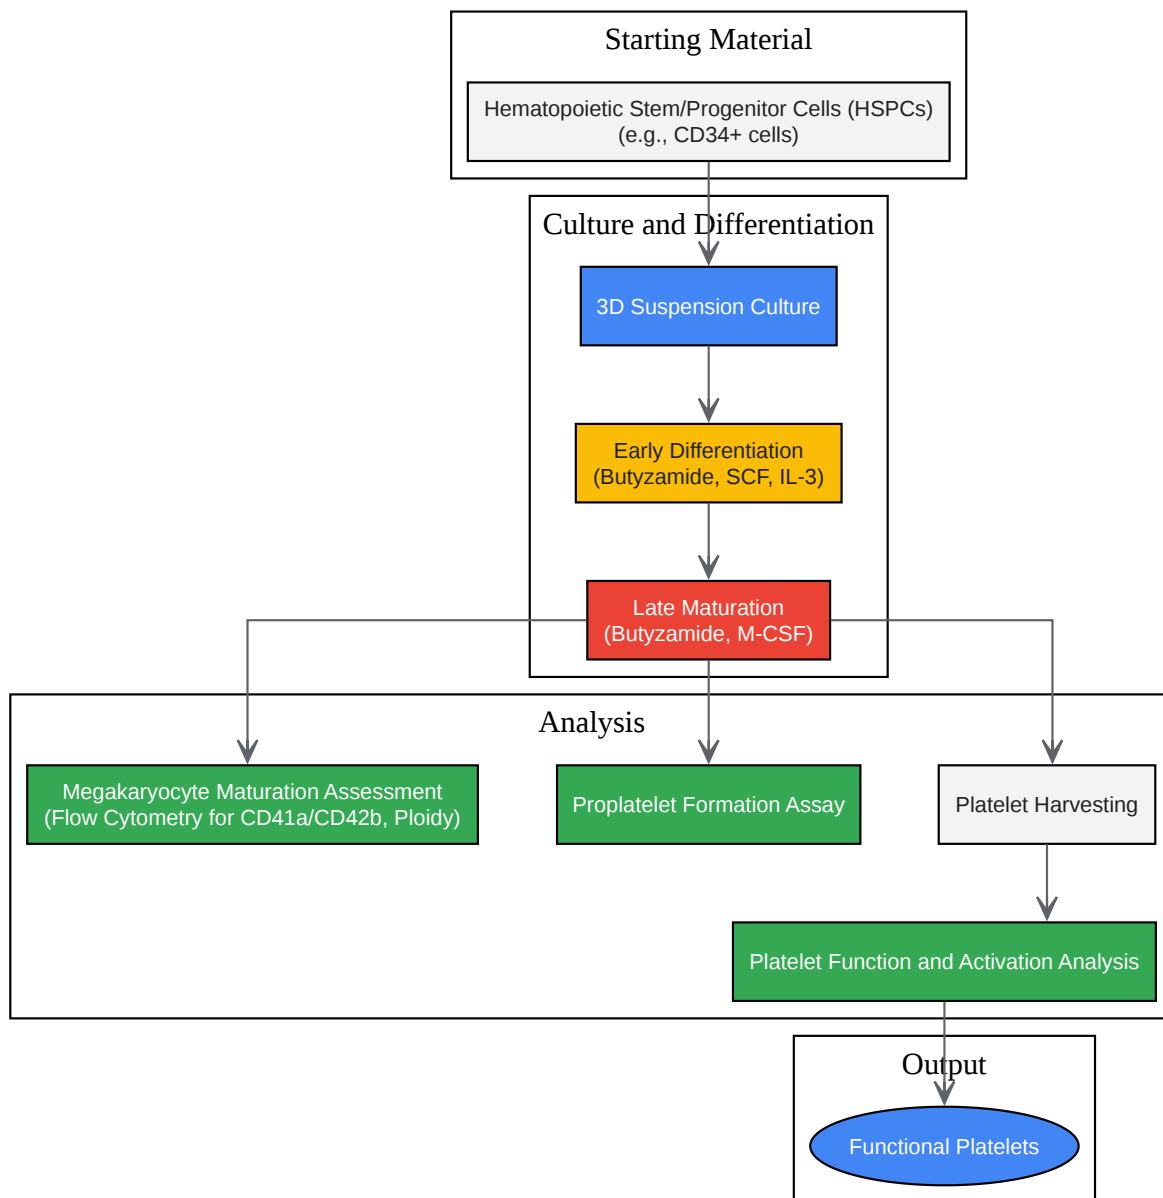 Starting Material
Hematopoietic Stem/Progenitor Cells (HSPCs)
(e.g., CD34+ cells)
Culture and Differentiation
3D Suspension Culture
Early Differentiation
(Butyzamide, SCF, IL-3)
Late Maturation
(Butyzamide, M-CSF)
Analysis
Megakaryocyte Maturation Assessment
(Flow Cytometry for CD41a/CD42b, Ploidy)
Proplatelet Formation Assay
Platelet Harvesting
Platelet Function and Activation Analysis
Output
Functional Platelets